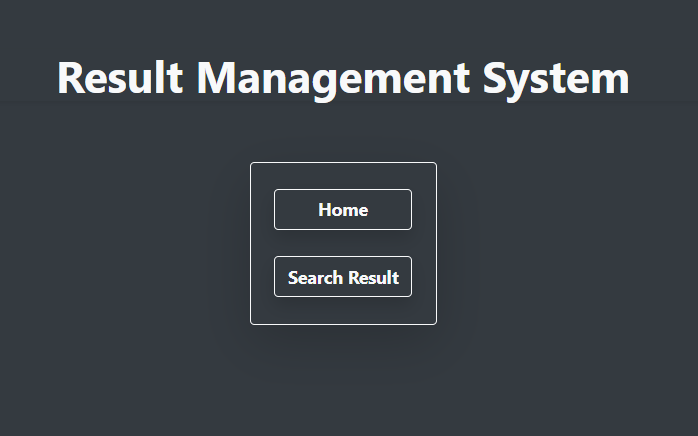 Result Management System
Home
Search Result